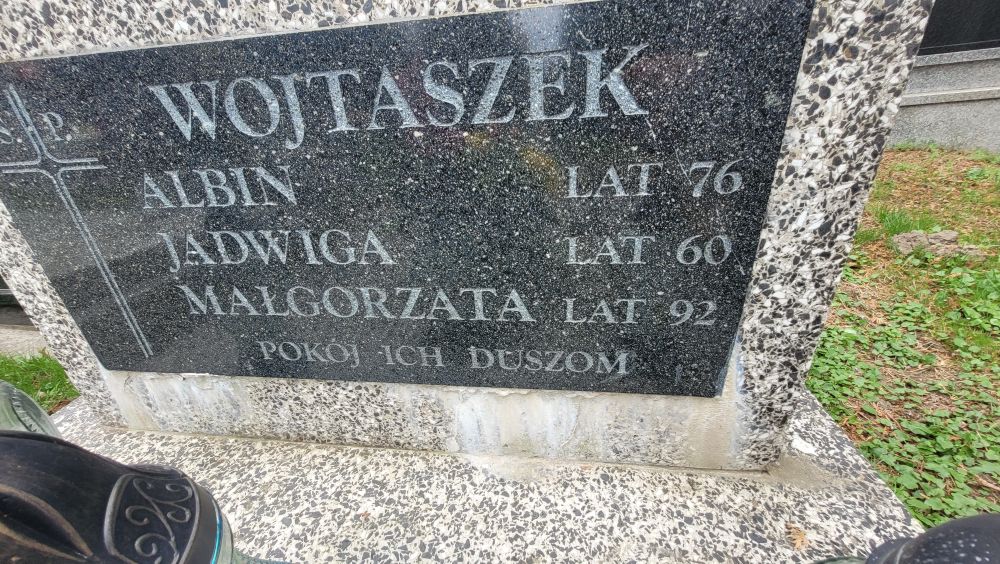 S P
WOJTASZEK
ALBIN LAT 76
JADWIGA LAT 60
MAŁGORZATA LAT 92
POKÓJ ICH DUSZOM